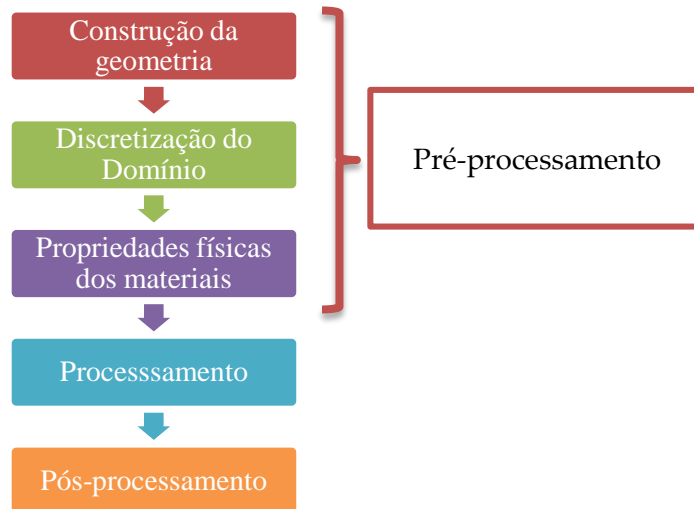 Construção da
geometria
Discretização do
Domínio
Propriedades físicas
dos materiais
Processsamento
Pós-processamento
Pré-processamento